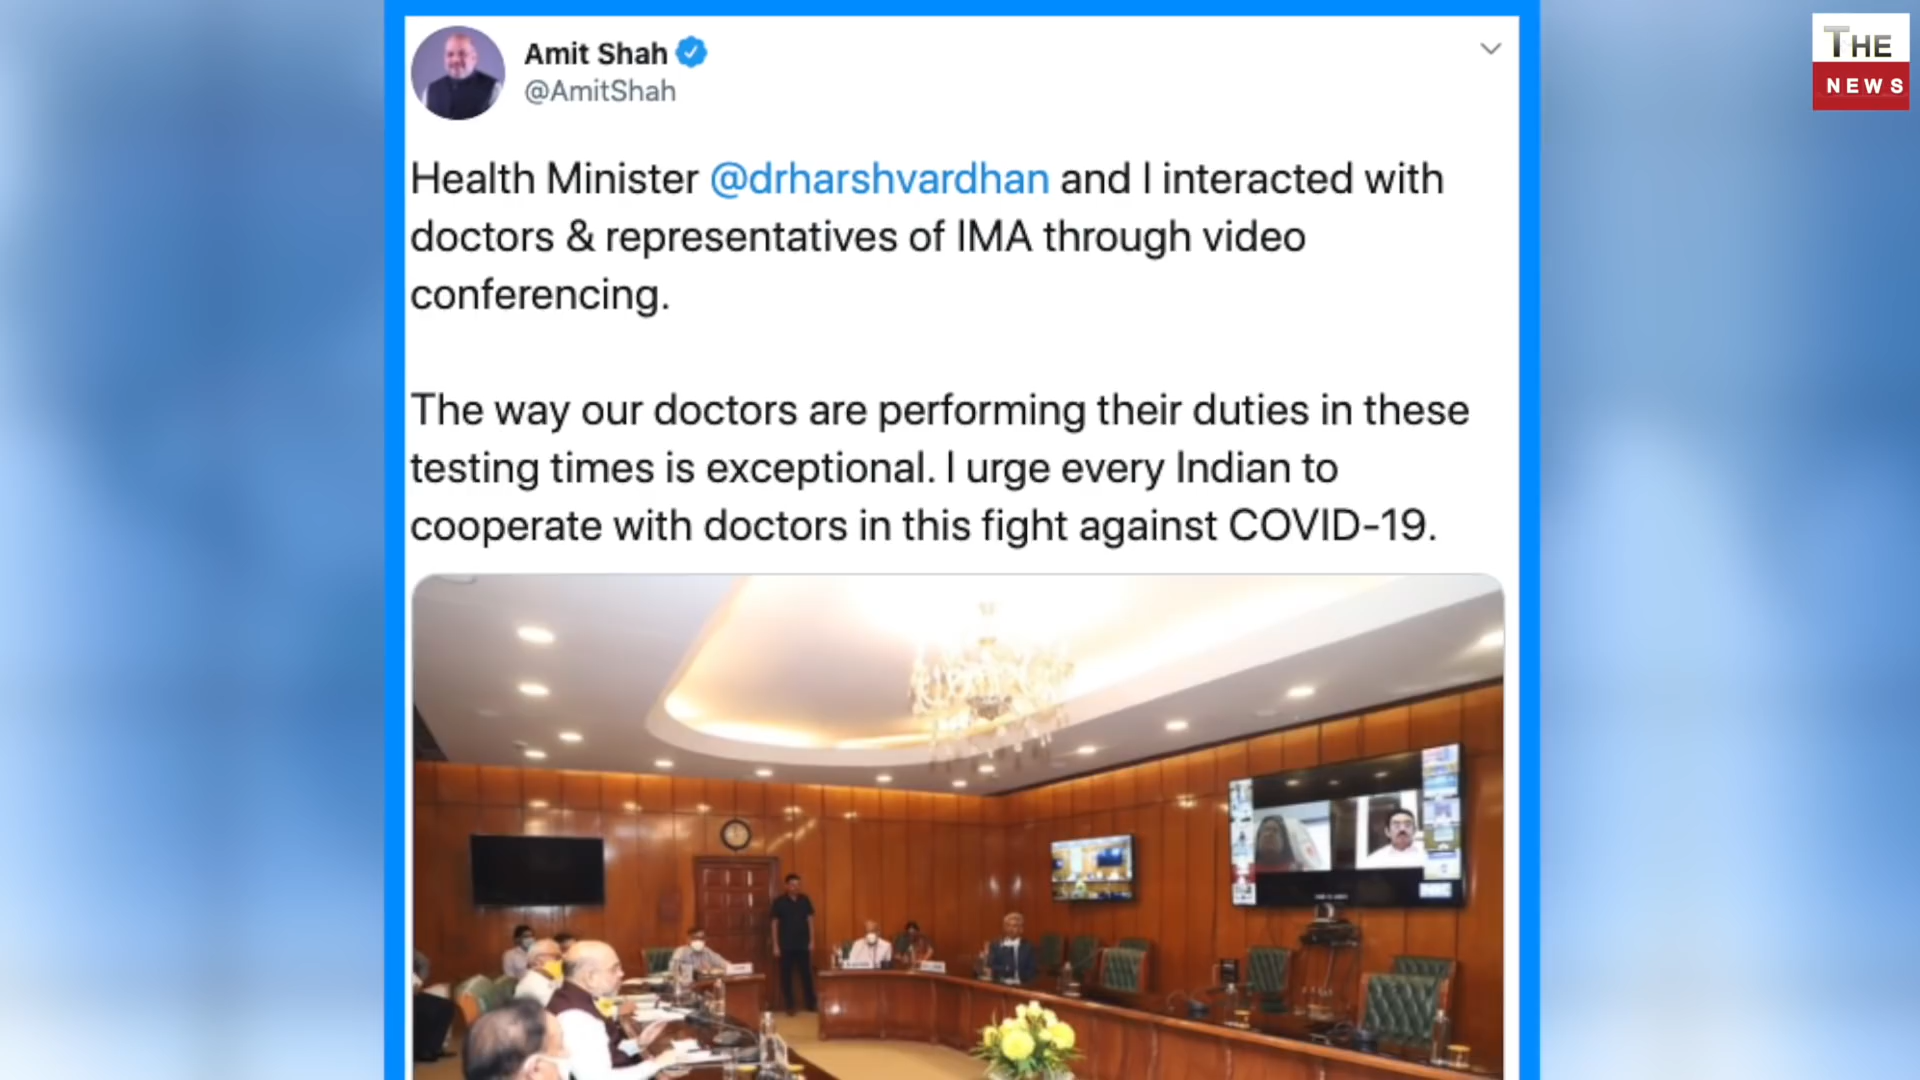 Amit Shah
@AmitShah
THE
NEWS
Health Minister @drharshvardhan and I interacted with
doctors & representatives of IMA through video
conferencing.
The way our doctors are performing their duties in these
testing times is exceptional. I urge every Indian to
cooperate with doctors in this fight against COVID-19.